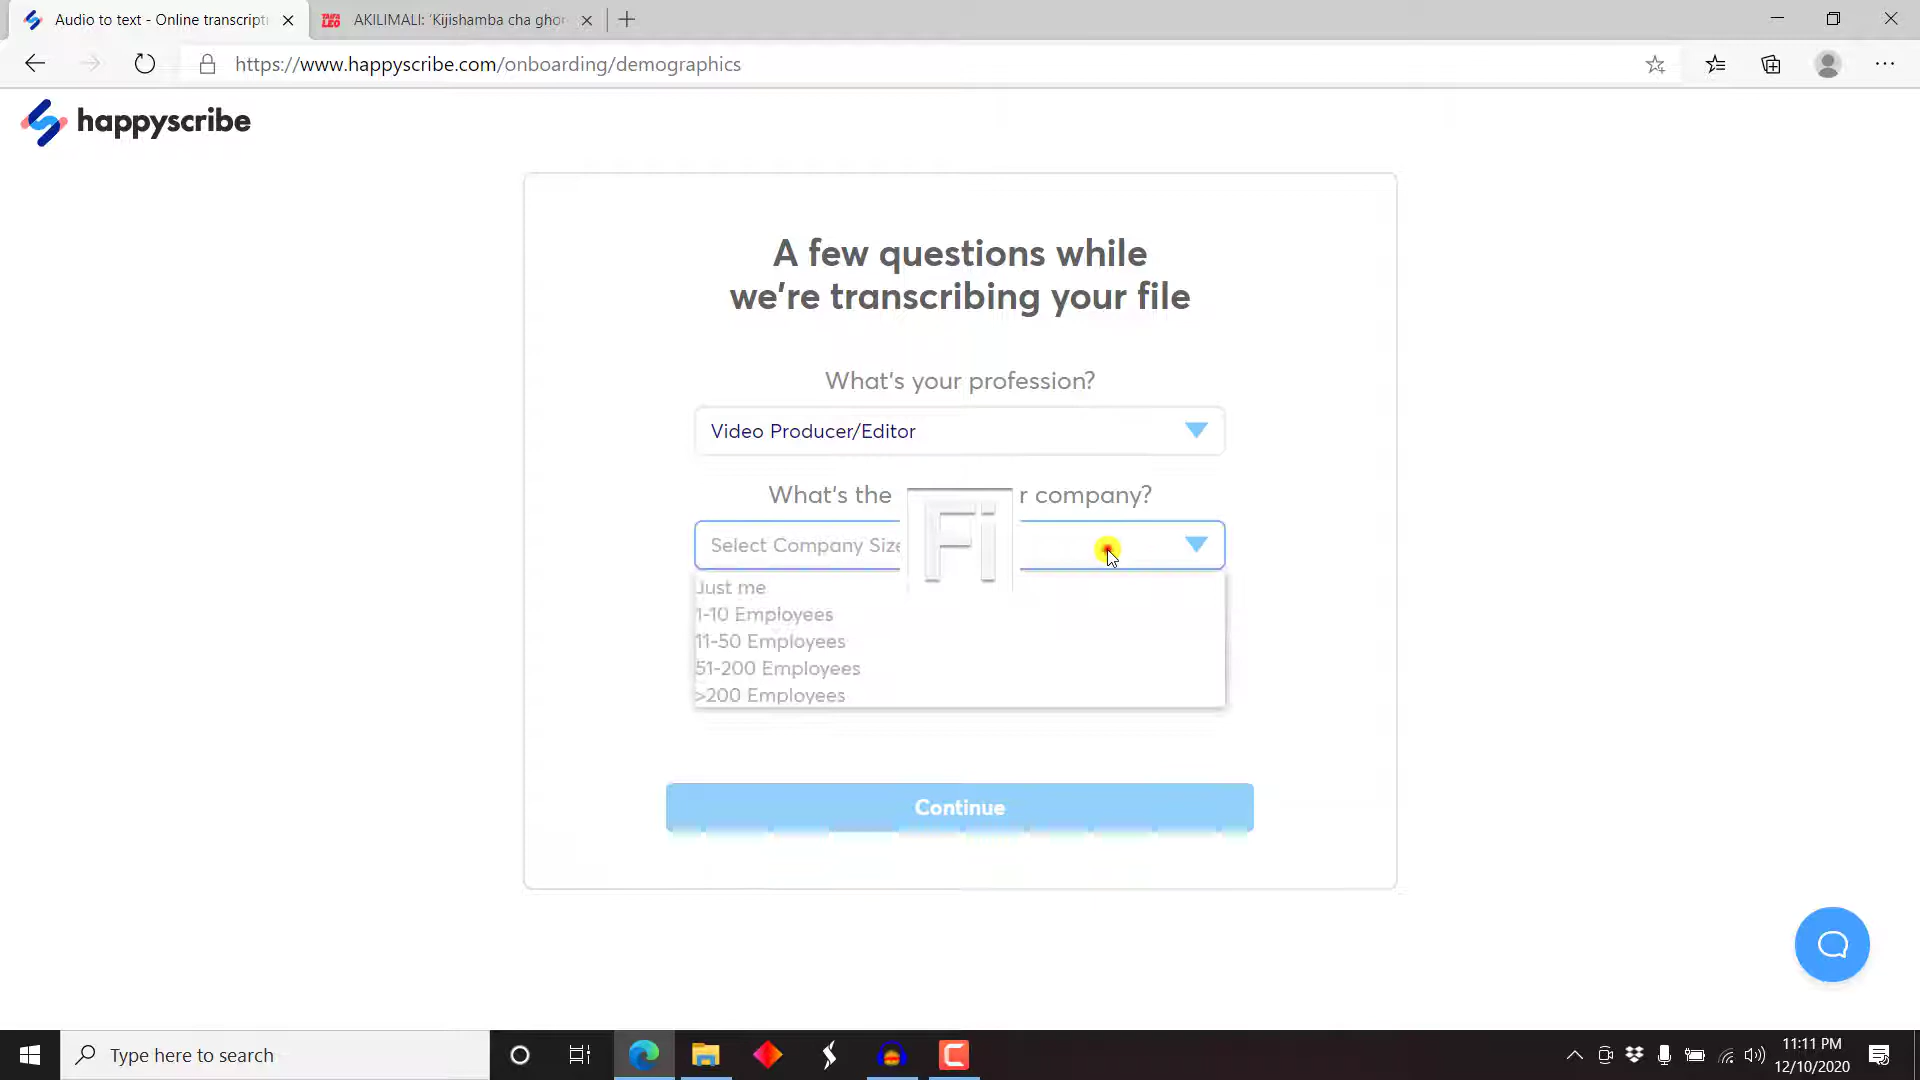 Audio to text - Online transcripti
AKILIMALI: ‘Kijishamba cha ghor
https://www.happyscribe.com/onboarding/demographics
happyscribe
A few questions while
we're transcribing your file
What's your profession?
Video Producer/Editor
What's the r company?
Fi
Select Company Size
Just me
1-10 Employees
11-50 Employees
51-200 Employees
>200 Employees
Continue
Type here to search
11:11 PM
12/10/2020